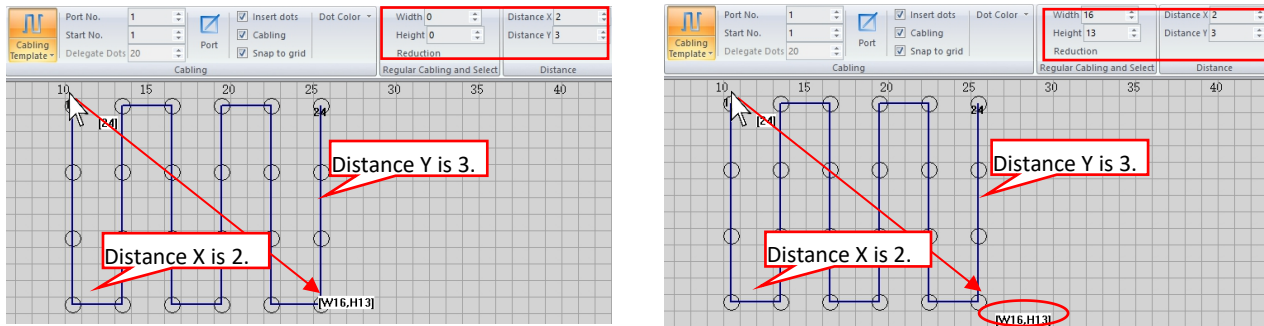 Port No. 1 Insert dots Dot Color Width 0 Distance X 2
Start No. 1 Cabling Height 0 Distance Y 3
Cabling Template Delegate Dots 20 Port Snap to grid Reduction
Cabling Regular Cabling and Select Distance
10 15 20 25 30 35 40
1 24
[24]
Distance Y is 3.
Distance X is 2.
[W16,H13]
Port No. 1 Insert dots Dot Color Width 16 Distance X 2
Start No. 1 Cabling Height 13 Distance Y 3
Cabling Template Delegate Dots 20 Port Snap to grid Reduction
Cabling Regular Cabling and Select Distance
10 15 20 25 30 35 40
1 24
[24]
Distance Y is 3.
Distance X is 2.
[W16,H13]